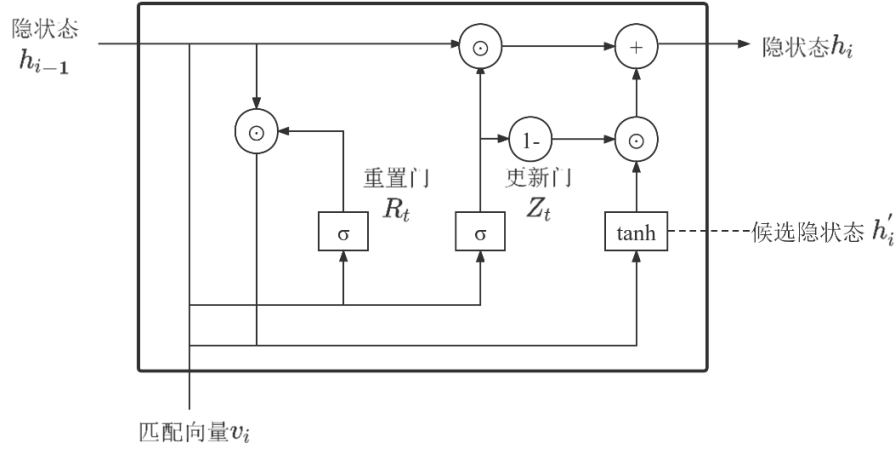 隐状态
h_{i-1}
隐状态h_i
⊙
+
⊙
1-
⊙
重置门
R_t
更新门
Z_t
σ
σ
tanh
候选隐状态 h_i'
匹配向量v_i